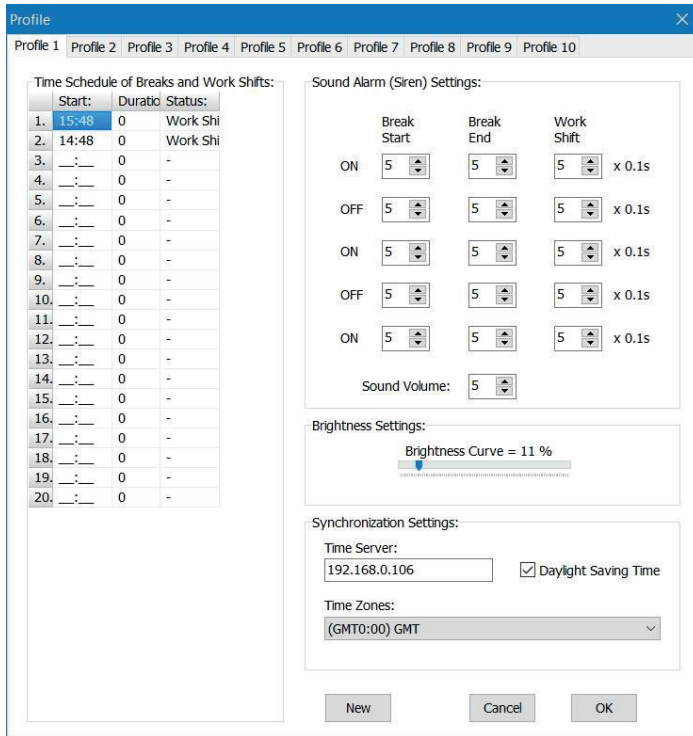 Profile
Profile 1 Profile 2 Profile 3 Profile 4 Profile 5 Profile 6 Profile 7 Profile 8 Profile 9 Profile 10
Time Schedule of Breaks and Work Shifts:
Start: Duratio Status:
1. 15:48 0 Work Shi
2. 14:48 0 Work Shi
3. __:__ 0 -
4. __:__ 0 -
5. __:__ 0 -
6. __:__ 0 -
7. __:__ 0 -
8. __:__ 0 -
9. __:__ 0 -
10. __:__ 0 -
11. __:__ 0 -
12. __:__ 0 -
13. __:__ 0 -
14. __:__ 0 -
15. __:__ 0 -
16. __:__ 0 -
17. __:__ 0 -
18. __:__ 0 -
19. __:__ 0 -
20. __:__ 0 -
Sound Alarm (Siren) Settings:
Break Break Work
Start End Shift
ON 5 5 5 x 0.1s
OFF 5 5 5 x 0.1s
ON 5 5 5 x 0.1s
OFF 5 5 5 x 0.1s
ON 5 5 5 x 0.1s
Sound Volume: 5
Brightness Settings:
Brightness Curve = 11 %
Synchronization Settings:
Time Server:
192.168.0.106 Daylight Saving Time
Time Zones:
(GMT0:00) GMT
New Cancel OK